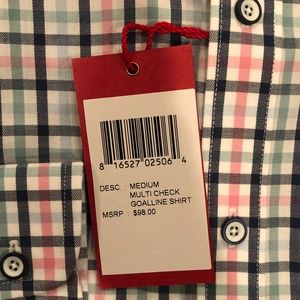 8 16527 02506 4
DESC. : MEDIUM
MULTI CHECK
GOALLINE SHIRT
MSRP : $98.00